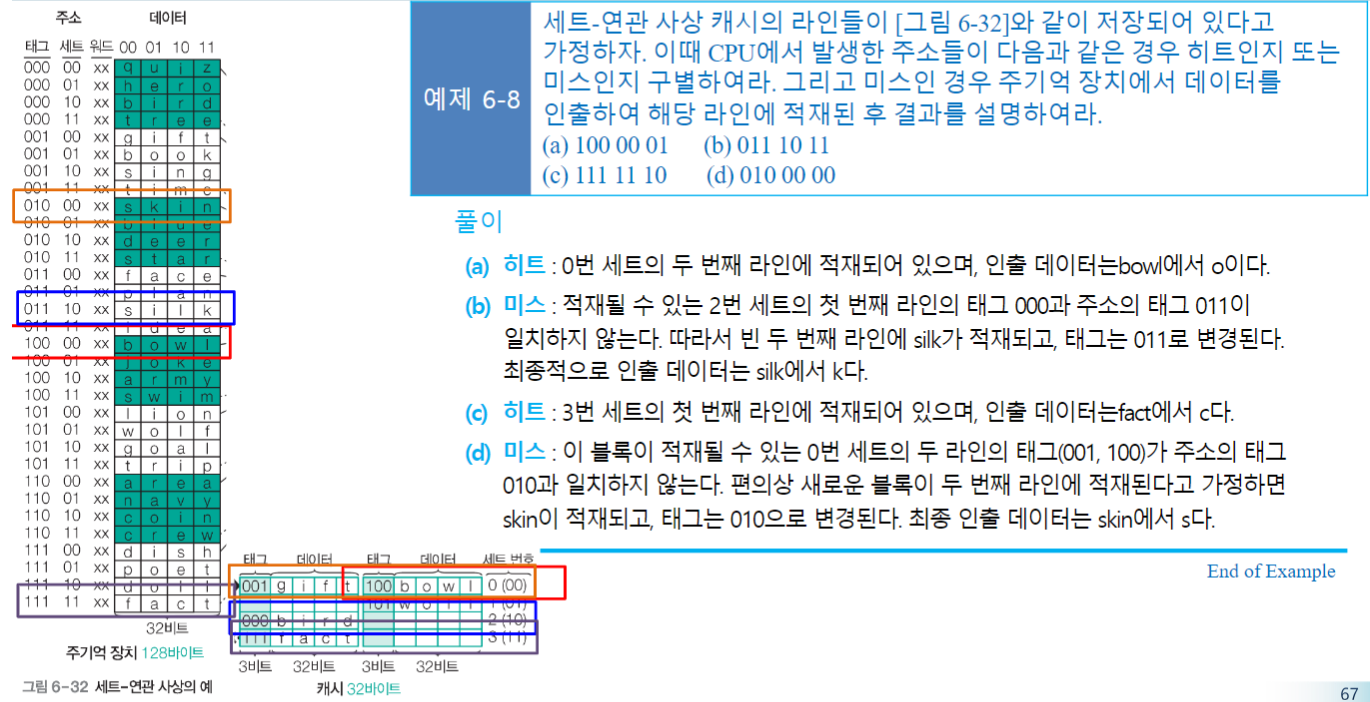 주소 데이터
태그 세트 워드 00 01 10 11
000 00 xx q u i z
000 01 xx h e r o
000 10 xx b i r d
000 11 xx t r e e
001 00 xx g i f t
001 01 xx b o o k
001 10 xx s i n g
001 11 xx t i m e
010 00 xx s k i n
010 01 xx b l u e
010 10 xx d e e r
010 11 xx s t a r
011 00 xx f a c e
011 01 xx p l a n
011 10 xx s i l k
011 11 xx i d e a
100 00 xx b o w l
100 01 xx j o k e
100 10 xx a r m y
100 11 xx s w i m
101 00 xx l i o n
101 01 xx w o l f
101 10 xx g o a l
101 11 xx t r i p
110 00 xx a r e a
110 01 xx n a v y
110 10 xx c o i n
110 11 xx c r e w
111 00 xx d i s h
111 01 xx p o e t
111 10 xx d o l l
111 11 xx f a c t
32비트
주기억 장치 128바이트
그림 6-32 세트-연관 사상의 예
태그 데이터 태그 데이터 세트 번호
001 g i f t 100 b o w l 0 (00)
101 w o l f 1 (01)
000 b i r d 2 (10)
111 f a c t 3 (11)
3비트 32비트 3비트 32비트
캐시 32바이트
예제 6-8
세트-연관 사상 캐시의 라인들이 [그림 6-32]와 같이 저장되어 있다고
가정하자. 이때 CPU에서 발생한 주소들이 다음과 같은 경우 히트인지 또는
미스인지 구별하여라. 그리고 미스인 경우 주기억 장치에서 데이터를
인출하여 해당 라인에 적재된 후 결과를 설명하여라.
(a) 100 00 01 (b) 011 10 11
(c) 111 11 10 (d) 010 00 00
풀이
(a) 히트 : 0번 세트의 두 번째 라인에 적재되어 있으며, 인출 데이터는bowl에서 o이다.
(b) 미스 : 적재될 수 있는 2번 세트의 첫 번째 라인의 태그 000과 주소의 태그 011이
일치하지 않는다. 따라서 빈 두 번째 라인에 silk가 적재되고, 태그는 011로 변경된다.
최종적으로 인출 데이터는 silk에서 k다.
(c) 히트 : 3번 세트의 첫 번째 라인에 적재되어 있으며, 인출 데이터는fact에서 c다.
(d) 미스 : 이 블록이 적재될 수 있는 0번 세트의 두 라인의 태그(001, 100)가 주소의 태그
010과 일치하지 않는다. 편의상 새로운 블록이 두 번째 라인에 적재된다고 가정하면
skin이 적재되고, 태그는 010으로 변경된다. 최종 인출 데이터는 skin에서 s다.
End of Example
67